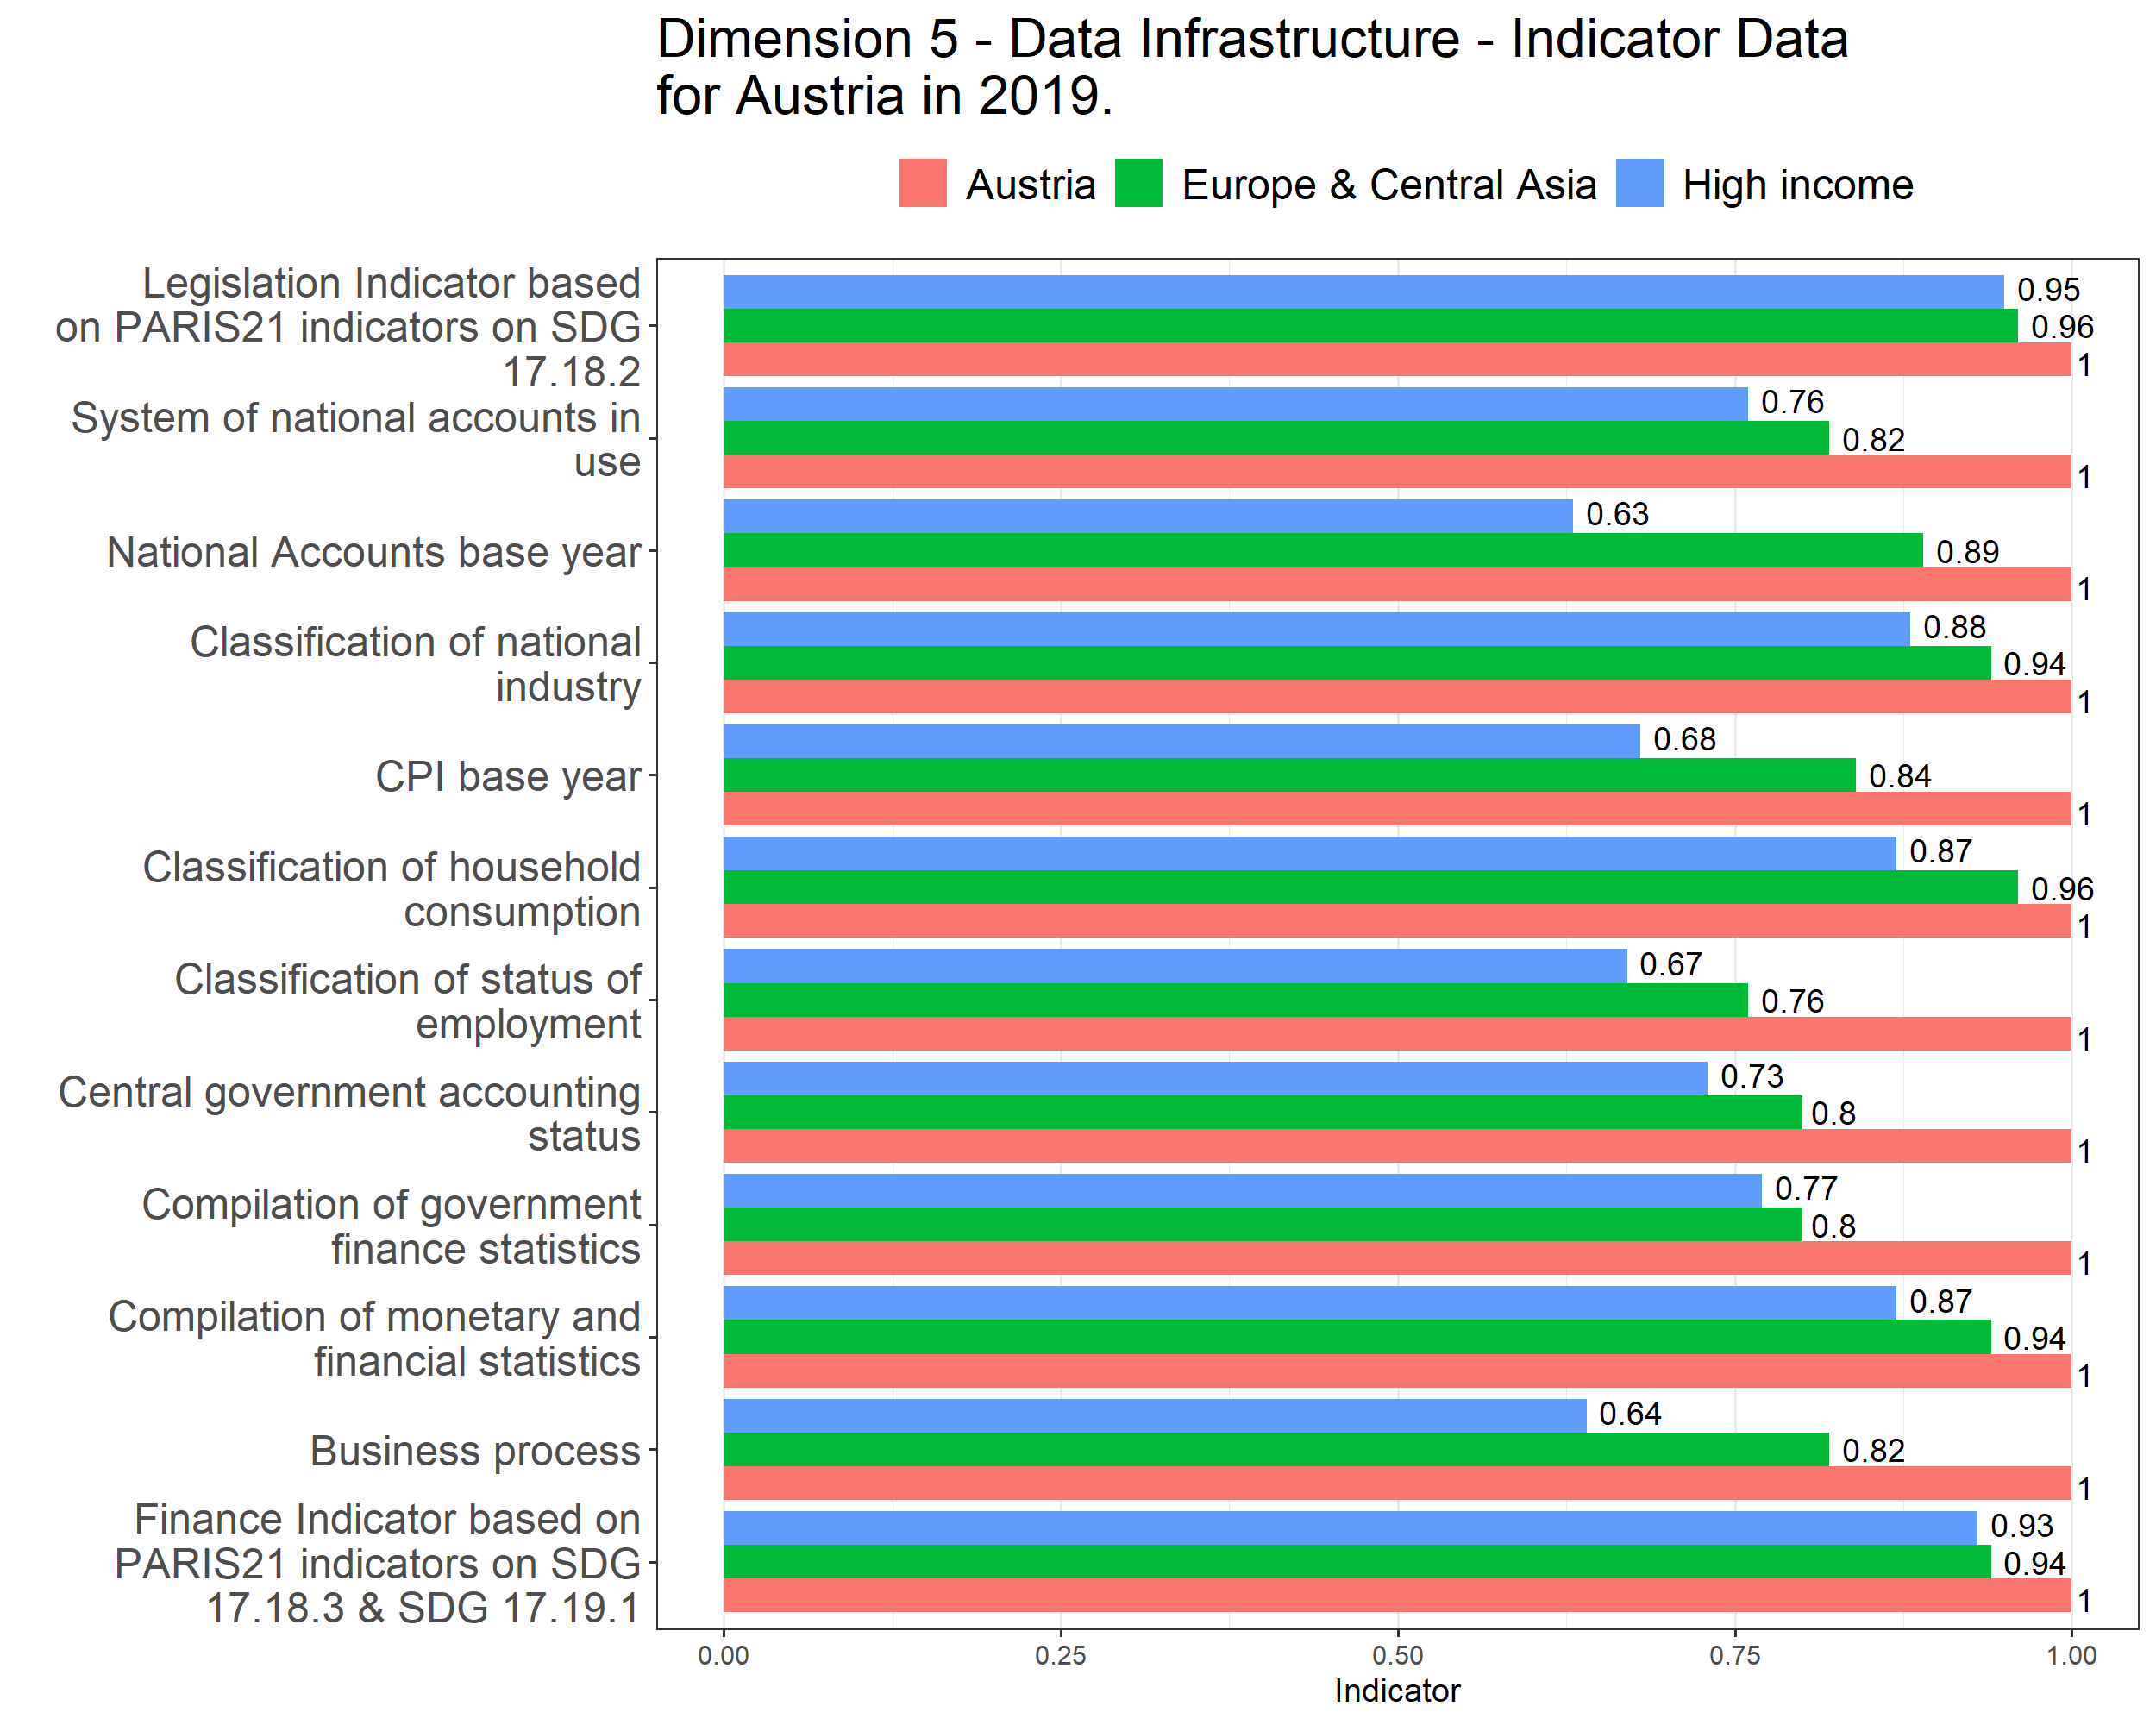 Dimension 5 - Data Infrastructure - Indicator Data
for Austria in 2019.
Austria
Europe & Central Asia
High income
Legislation Indicator based
on PARIS21 indicators on SDG
17.18.2
0.95
0.96
1
System of national accounts in
use
0.76
0.82
1
National Accounts base year
0.63
0.89
1
Classification of national
industry
0.88
0.94
1
CPI base year
0.68
0.84
1
Classification of household
consumption
0.87
0.96
1
Classification of status of
employment
0.67
0.76
1
Central government accounting
status
0.73
0.8
1
Compilation of government
finance statistics
0.77
0.8
1
Compilation of monetary and
financial statistics
0.87
0.94
1
Business process
0.64
0.82
1
Finance Indicator based on
PARIS21 indicators on SDG
17.18.3 & SDG 17.19.1
0.93
0.94
1
0.00
0.25
0.50
0.75
1.00
Indicator